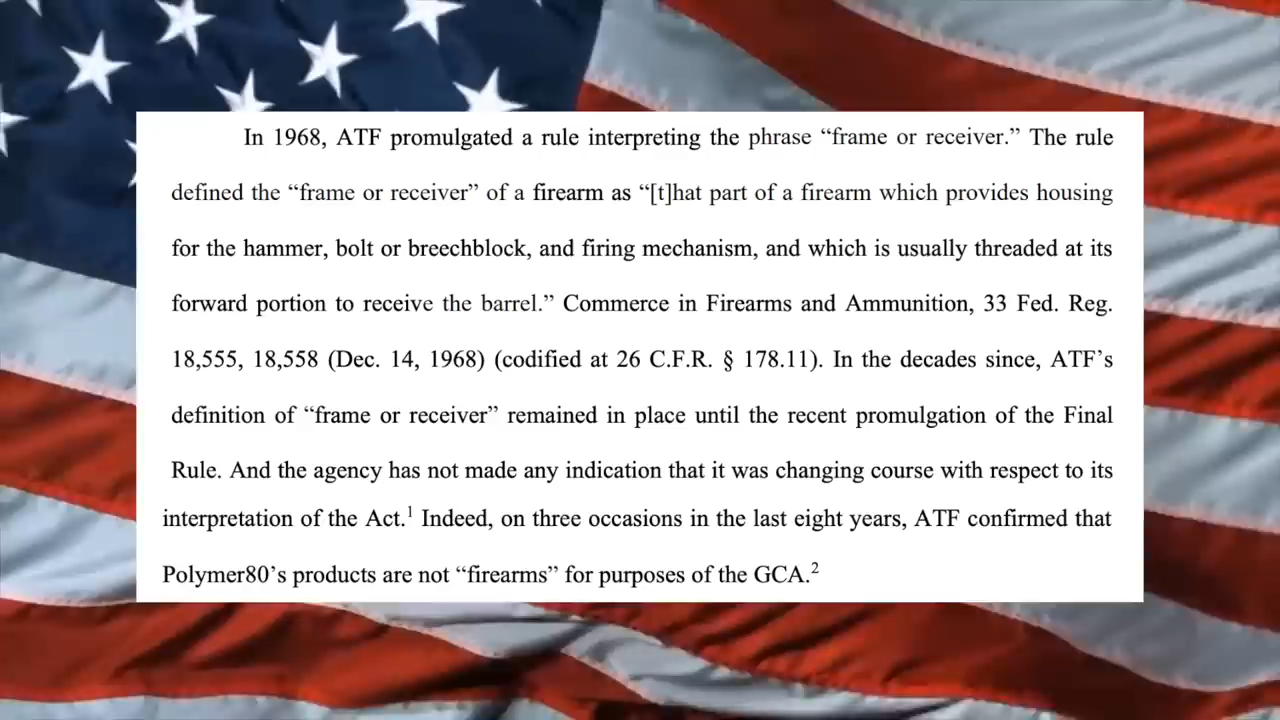 In 1968, ATF promulgated a rule interpreting the phrase “frame or receiver.” The rule
defined the “frame or receiver” of a firearm as “[t]hat part of a firearm which provides housing
for the hammer, bolt or breechblock, and firing mechanism, and which is usually threaded at its
forward portion to receive the barrel.” Commerce in Firearms and Ammunition, 33 Fed. Reg.
18,555, 18,558 (Dec. 14, 1968) (codified at 26 C.F.R. § 178.11). In the decades since, ATF’s
definition of “frame or receiver” remained in place until the recent promulgation of the Final
Rule. And the agency has not made any indication that it was changing course with respect to its
interpretation of the Act.¹ Indeed, on three occasions in the last eight years, ATF confirmed that
Polymer80’s products are not “firearms” for purposes of the GCA.²